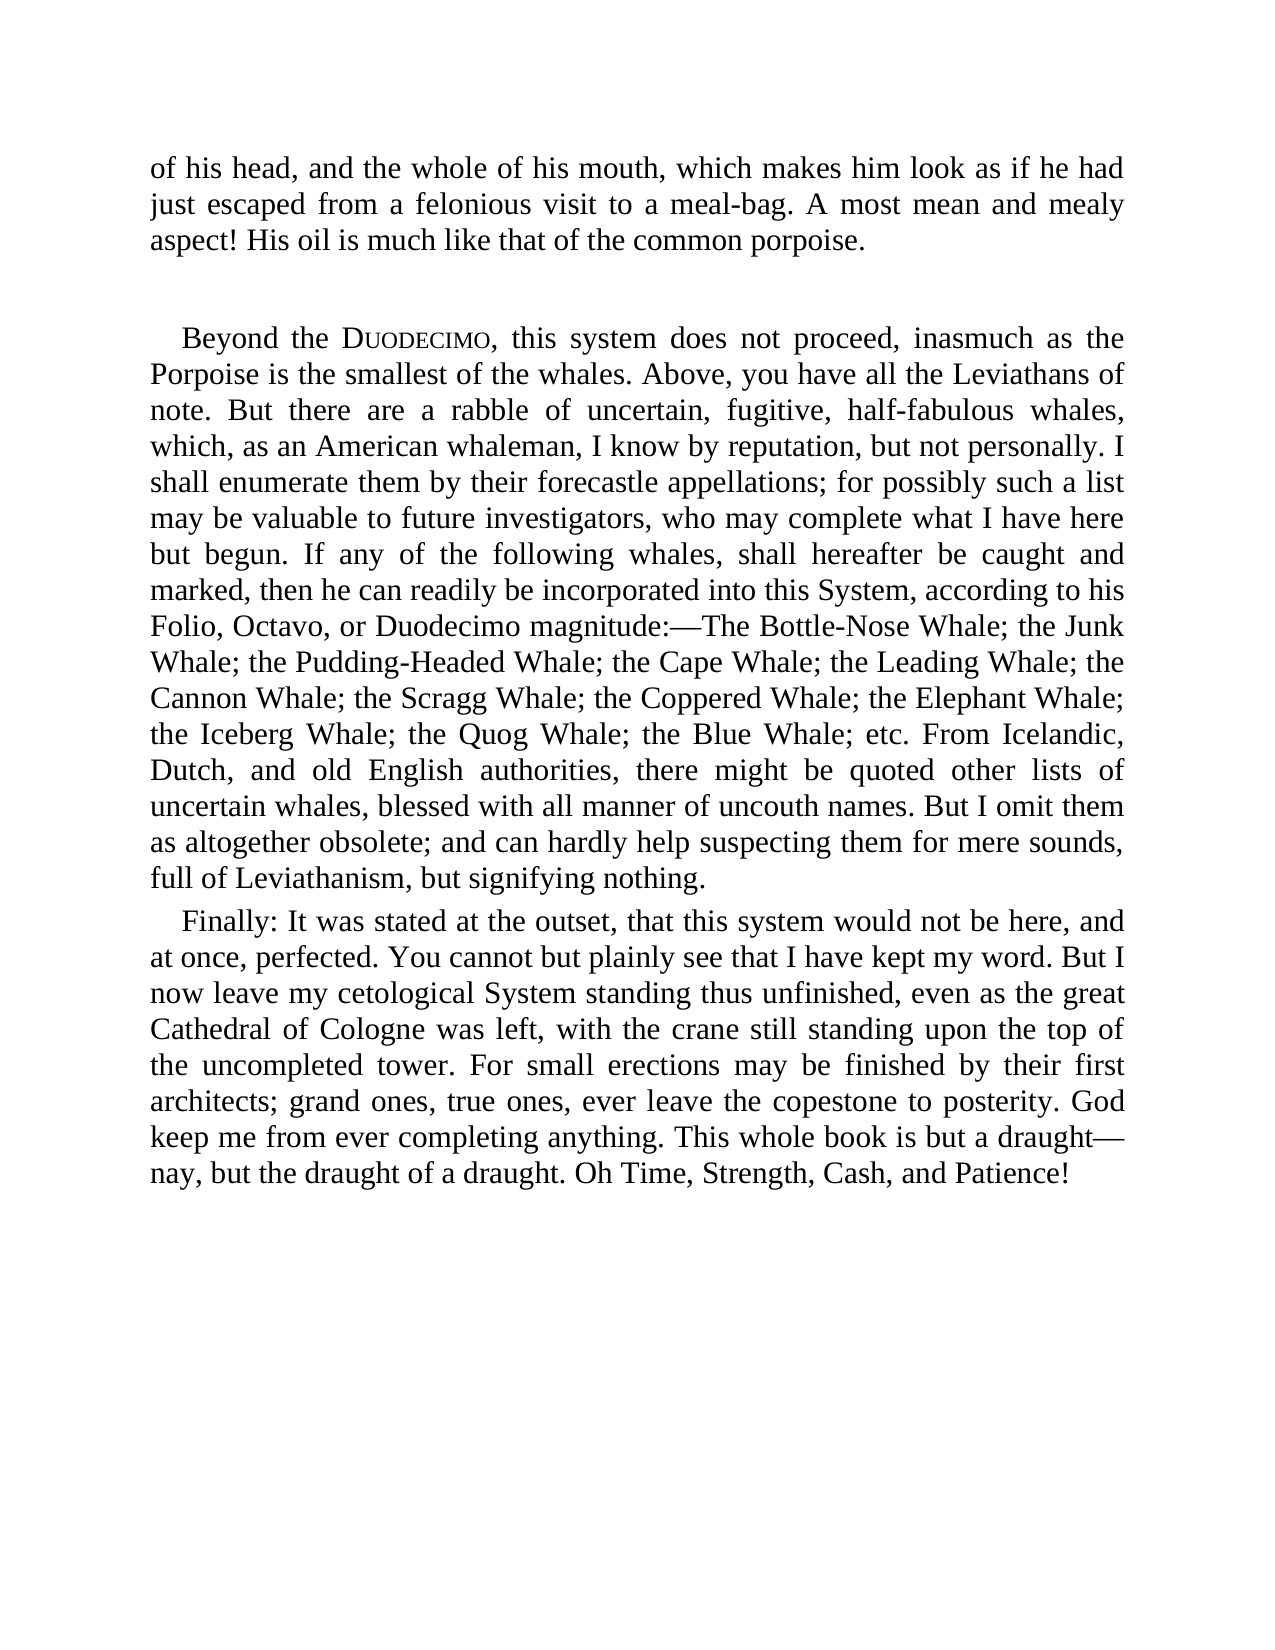 of his head, and the whole of his mouth, which makes him look as if he had
just escaped from a felonious visit to a meal-bag. A most mean and mealy
aspect! His oil is much like that of the common porpoise.
Beyond the DUODECIMO, this system does not proceed, inasmuch as the
Porpoise is the smallest of the whales. Above, you have all the Leviathans of
note. But there are a rabble of uncertain, fugitive, half-fabulous whales,
which, as an American whaleman, I know by reputation, but not personally. I
shall enumerate them by their forecastle appellations; for possibly such a list
may be valuable to future investigators, who may complete what I have here
but begun. If any of the following whales, shall hereafter be caught and
marked, then he can readily be incorporated into this System, according to his
Folio, Octavo, or Duodecimo magnitude:—The Bottle-Nose Whale; the Junk
Whale; the Pudding-Headed Whale; the Cape Whale; the Leading Whale; the
Cannon Whale; the Scragg Whale; the Coppered Whale; the Elephant Whale;
the Iceberg Whale; the Quog Whale; the Blue Whale; etc. From Icelandic,
Dutch, and old English authorities, there might be quoted other lists of
uncertain whales, blessed with all manner of uncouth names. But I omit them
as altogether obsolete; and can hardly help suspecting them for mere sounds,
full of Leviathanism, but signifying nothing.
Finally: It was stated at the outset, that this system would not be here, and
at once, perfected. You cannot but plainly see that I have kept my word. But I
now leave my cetological System standing thus unfinished, even as the great
Cathedral of Cologne was left, with the crane still standing upon the top of
the uncompleted tower. For small erections may be finished by their first
architects; grand ones, true ones, ever leave the copestone to posterity. God
keep me from ever completing anything. This whole book is but a draught—
nay, but the draught of a draught. Oh Time, Strength, Cash, and Patience!